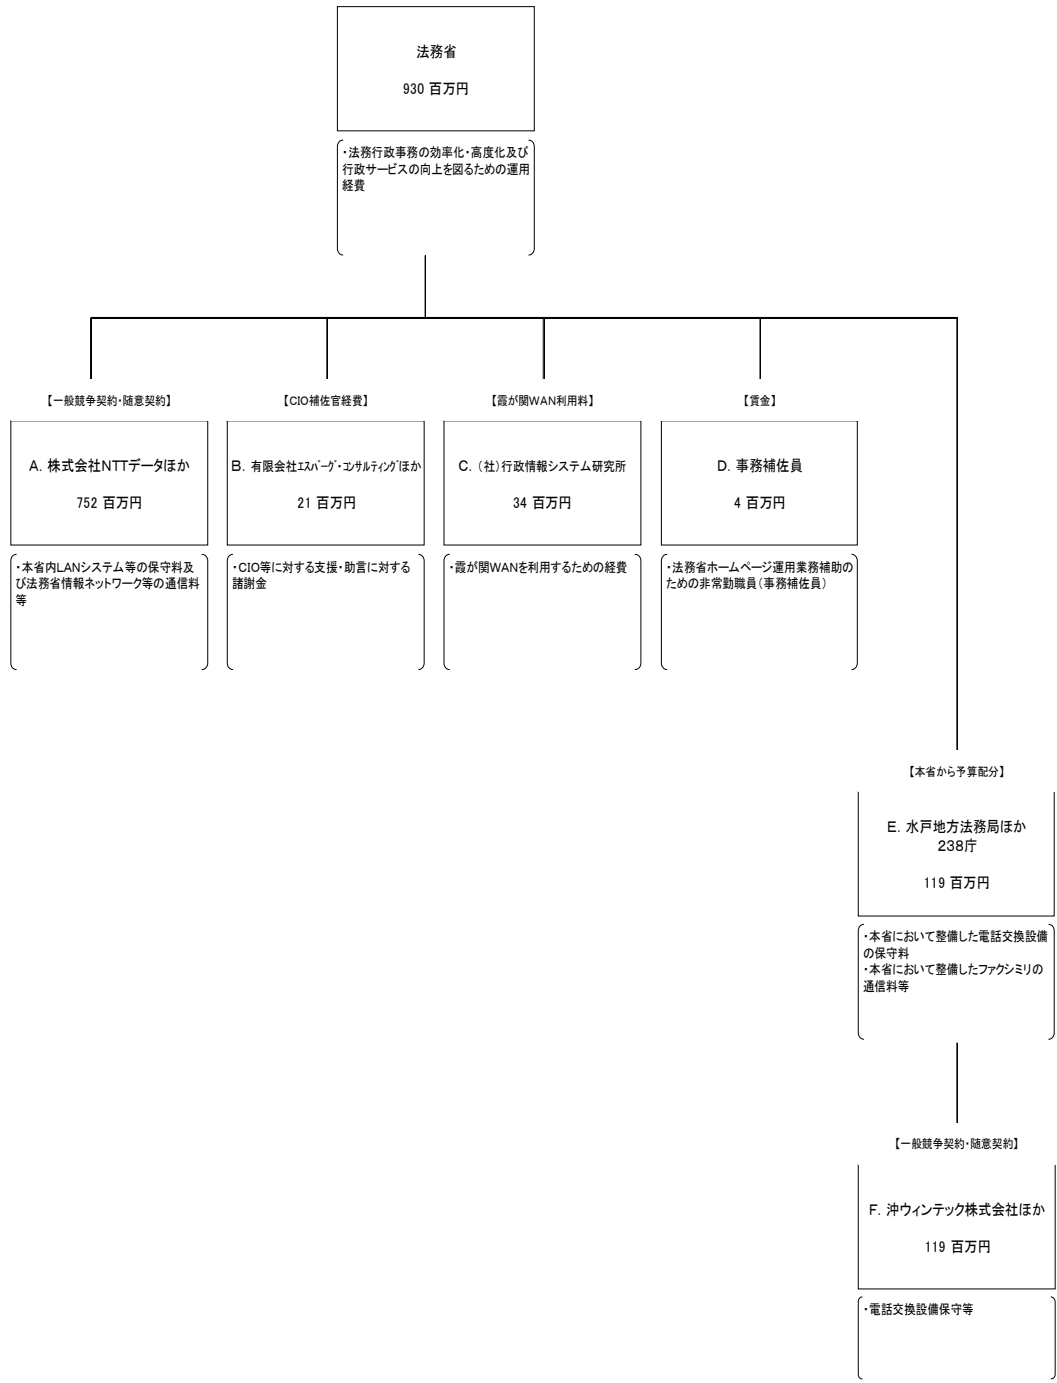 法務省
930 百万円
・法務行政事務の効率化・高度化及び
行政サービスの向上を図るための運用
経費
【一般競争契約・随意契約】
A. 株式会社NTTデータほか
752 百万円
・本省内LANシステム等の保守料及
び法務省情報ネットワーク等の通信料
等
【CIO補佐官経費】
B. 有限会社ｴｽﾊﾞｰｸﾞ・ｺﾝｻﾙﾃｨﾝｸﾞほか
21 百万円
・CIO等に対する支援・助言に対する
諸謝金
【霞が関WAN利用料】
C. (社)行政情報システム研究所
34 百万円
・霞が関WANを利用するための経費
【賃金】
D. 事務補佐員
4 百万円
・法務省ホームページ運用業務補助の
ための非常勤職員(事務補佐員)
【本省から予算配分】
E. 水戸地方法務局ほか
238庁
119 百万円
・本省において整備した電話交換設備
の保守料
・本省において整備したファクシミリの
通信料等
【一般競争契約・随意契約】
F. 沖ウィンテック株式会社ほか
119 百万円
・電話交換設備保守等